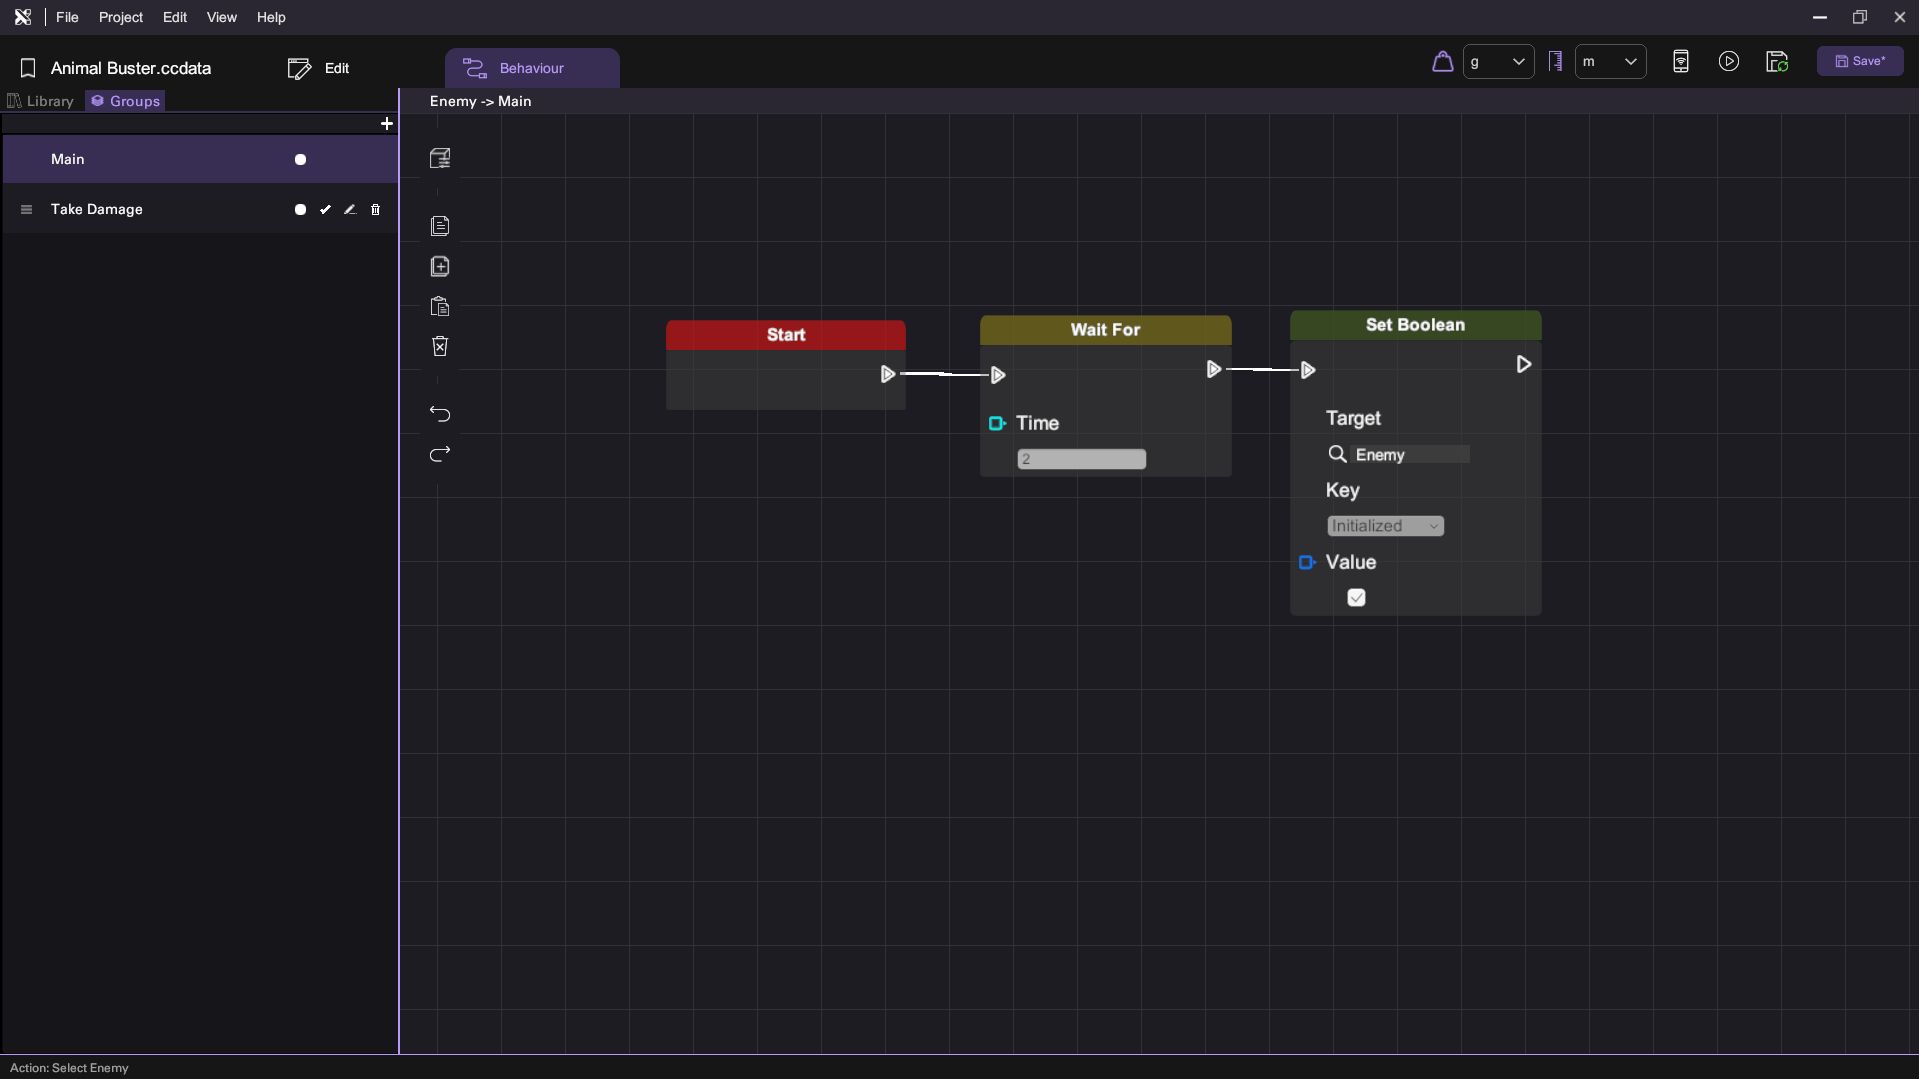 File Project Edit View Help
Animal Buster.ccdata Edit Behaviour g m Save*
Library Groups
Enemy -> Main
Main
Take Damage
Start
Wait For
Time
2
Set Boolean
Target
Enemy
Key
Initialized
Value
Action: Select Enemy